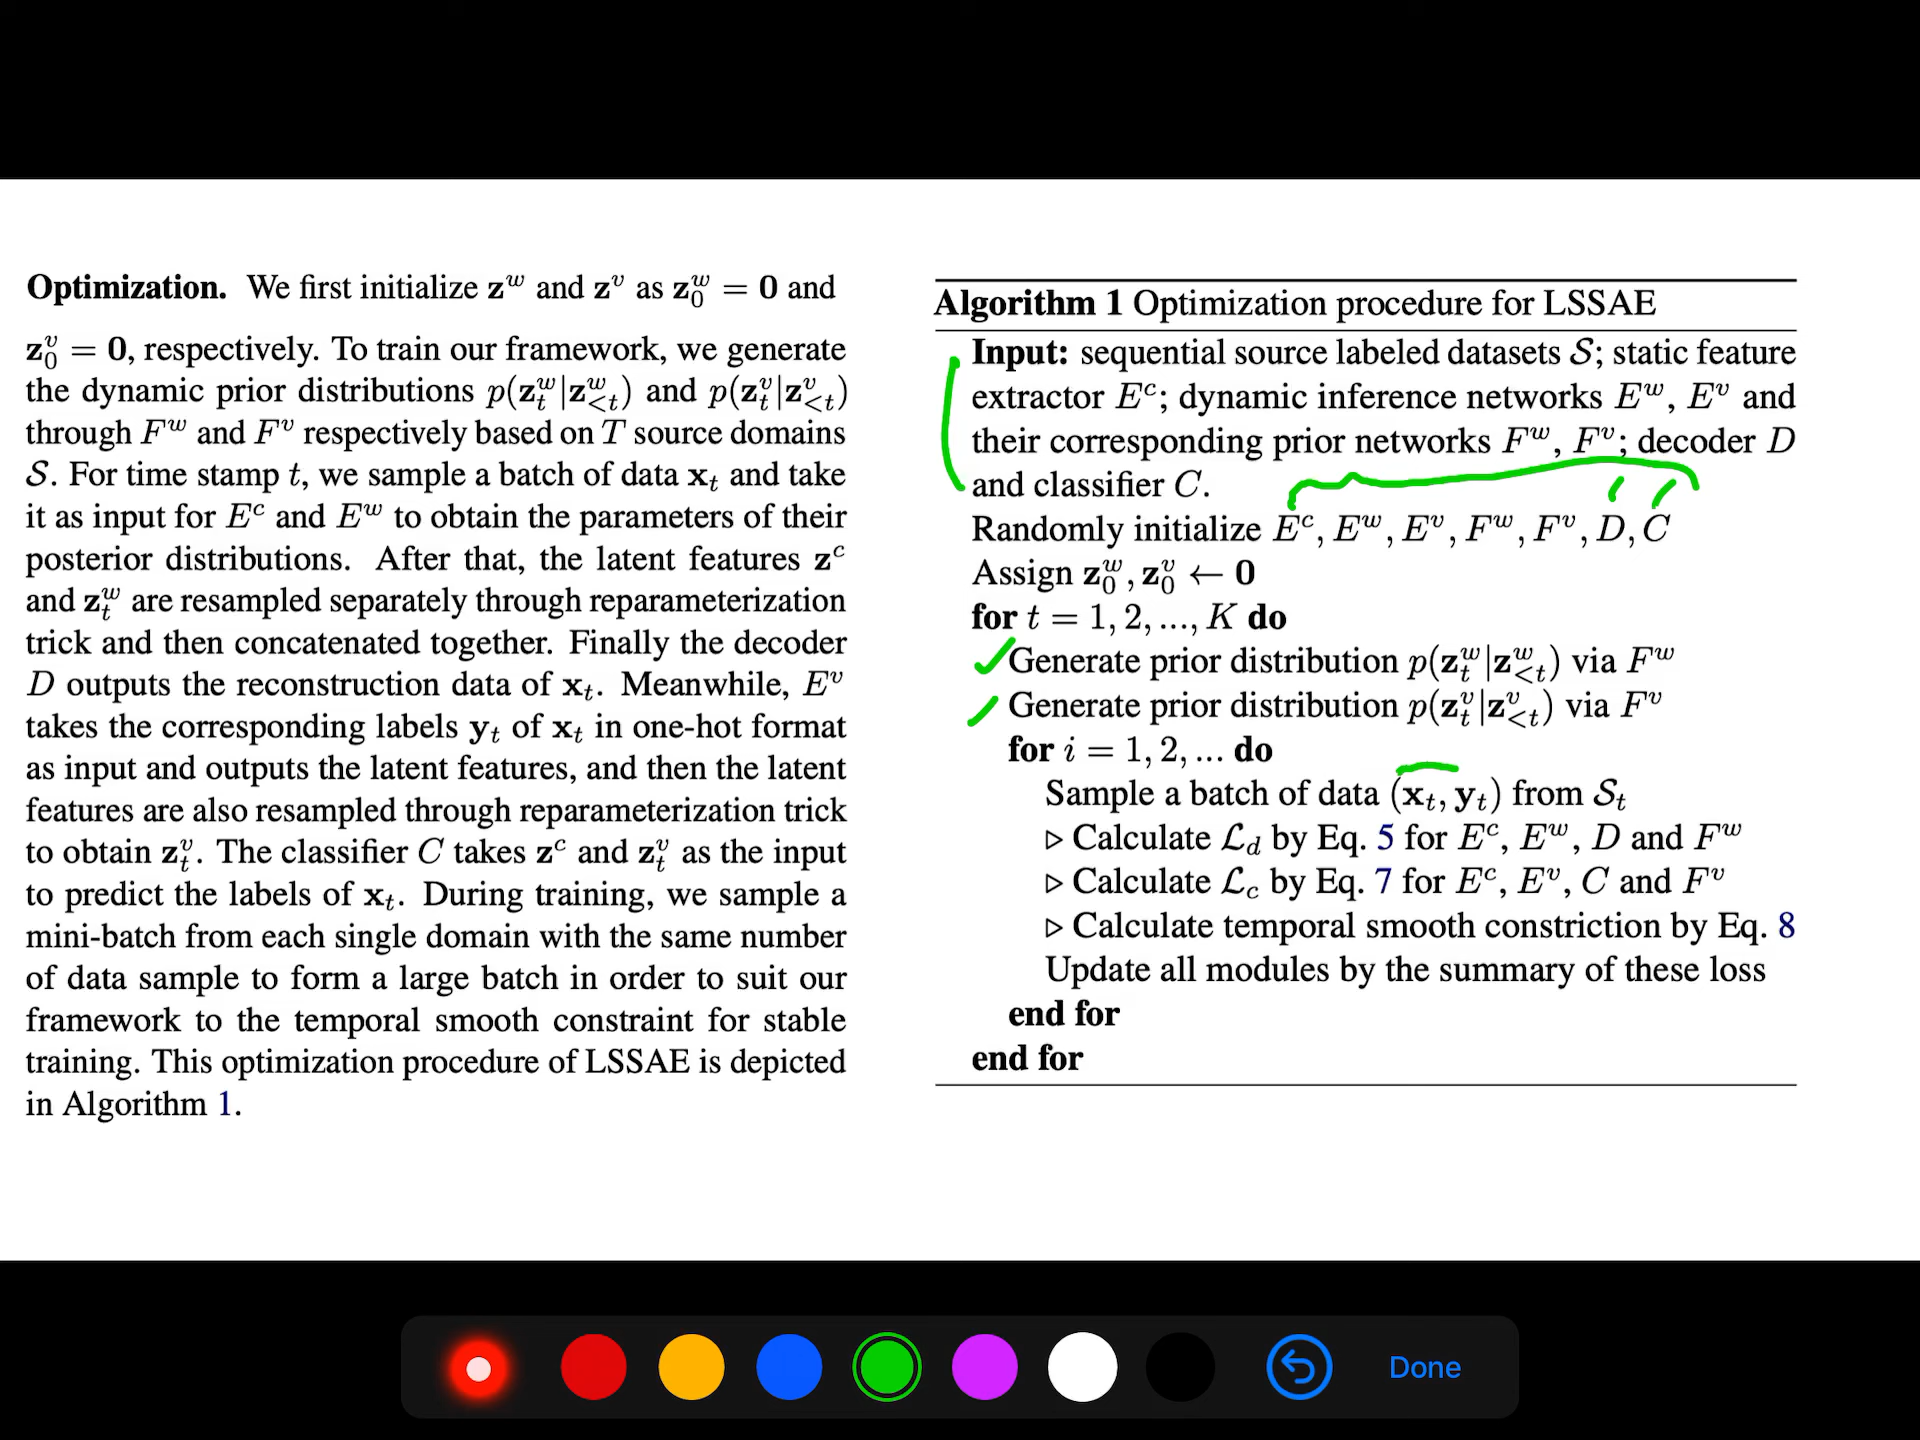 Optimization. We first initialize z^w and z^v as z_0^w = 0 and
z_0^v = 0, respectively. To train our framework, we generate
the dynamic prior distributions p(z_t^w|z_{<t}^w) and p(z_t^v|z_{<t}^v)
through F^w and F^v respectively based on T source domains
S. For time stamp t, we sample a batch of data x_t and take
it as input for E^c and E^w to obtain the parameters of their
posterior distributions. After that, the latent features z^c
and z_t^w are resampled separately through reparameterization
trick and then concatenated together. Finally the decoder
D outputs the reconstruction data of x_t. Meanwhile, E^v
takes the corresponding labels y_t of x_t in one-hot format
as input and outputs the latent features, and then the latent
features are also resampled through reparameterization trick
to obtain z_t^v. The classifier C takes z^c and z_t^v as the input
to predict the labels of x_t. During training, we sample a
mini-batch from each single domain with the same number
of data sample to form a large batch in order to suit our
framework to the temporal smooth constraint for stable
training. This optimization procedure of LSSAE is depicted
in Algorithm 1.
Algorithm 1 Optimization procedure for LSSAE
Input: sequential source labeled datasets S; static feature
extractor E^c; dynamic inference networks E^w, E^v and
their corresponding prior networks F^w, F^v; decoder D
and classifier C.
Randomly initialize E^c, E^w, E^v, F^w, F^v, D, C
Assign z_0^w, z_0^v ← 0
for t = 1, 2, ..., K do
Generate prior distribution p(z_t^w|z_{<t}^w) via F^w
Generate prior distribution p(z_t^v|z_{<t}^v) via F^v
for i = 1, 2, ... do
Sample a batch of data (x_t, y_t) from S_t
▷ Calculate L_d by Eq. 5 for E^c, E^w, D and F^w
▷ Calculate L_c by Eq. 7 for E^c, E^v, C and F^v
▷ Calculate temporal smooth constriction by Eq. 8
Update all modules by the summary of these loss
end for
end for
Done